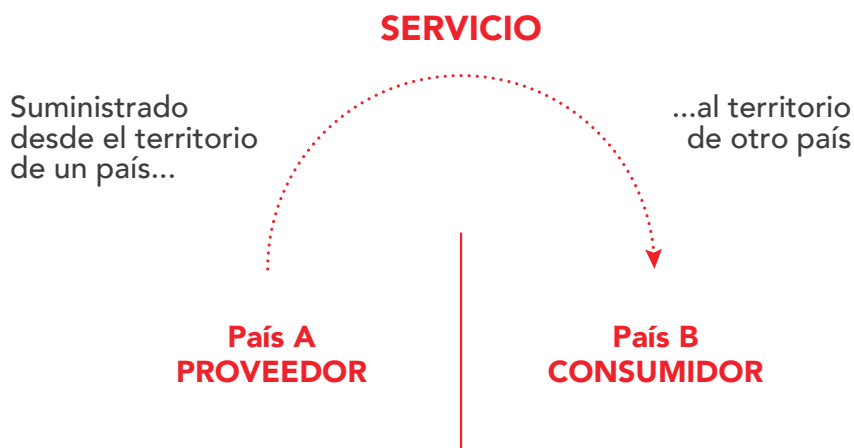 SERVICIO
Suministrado
desde el territorio
de un país...
...al territorio
de otro país
País A
PROVEEDOR
País B
CONSUMIDOR